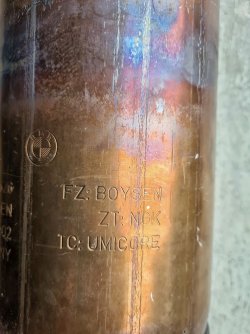 FZ: BOYSEN
ZT: NGK
TC: UMICORE